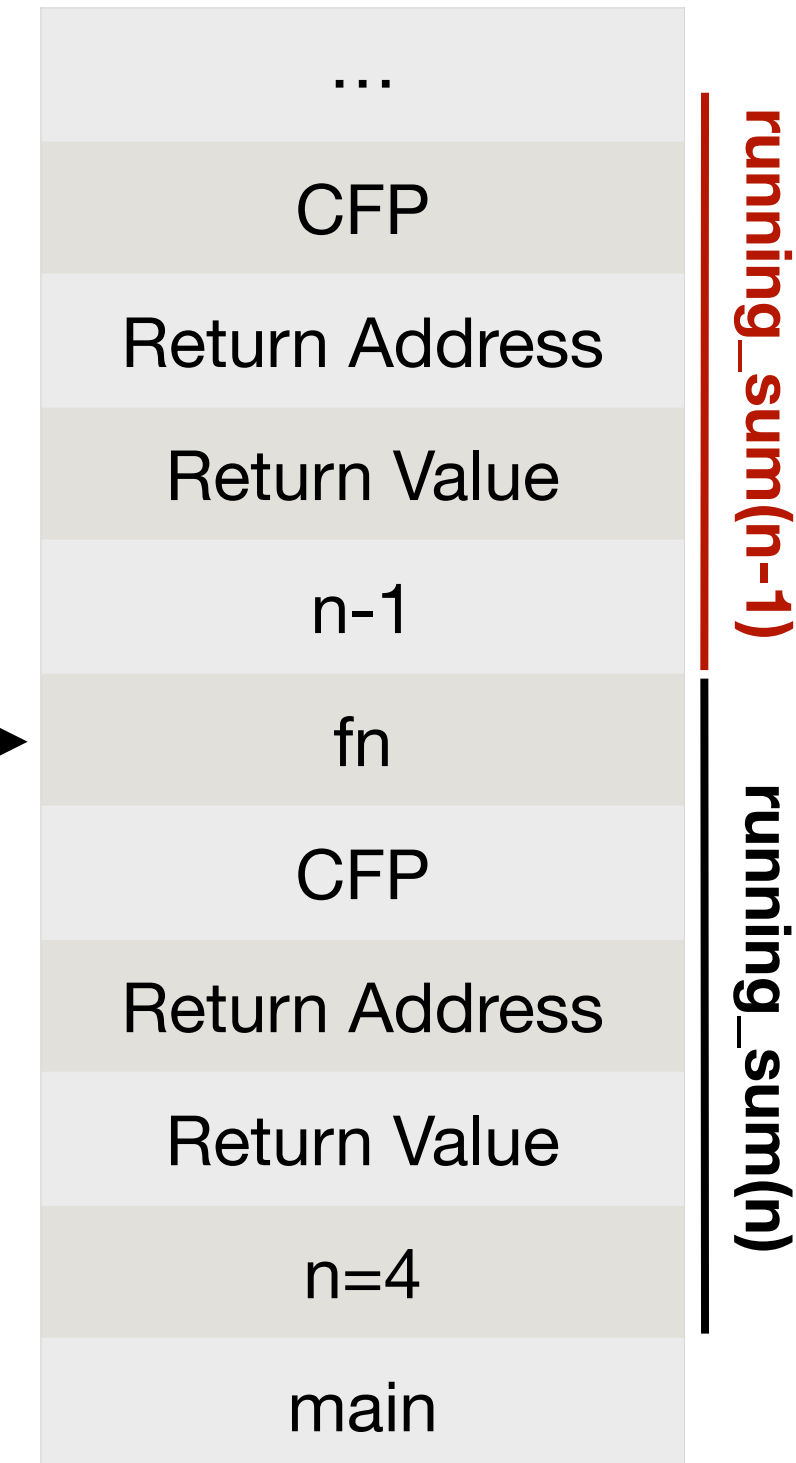 ...
CFP
Return Address
Return Value
n-1
fn
CFP
Return Address
Return Value
n=4
main
running_sum(n-1)
running_sum(n)